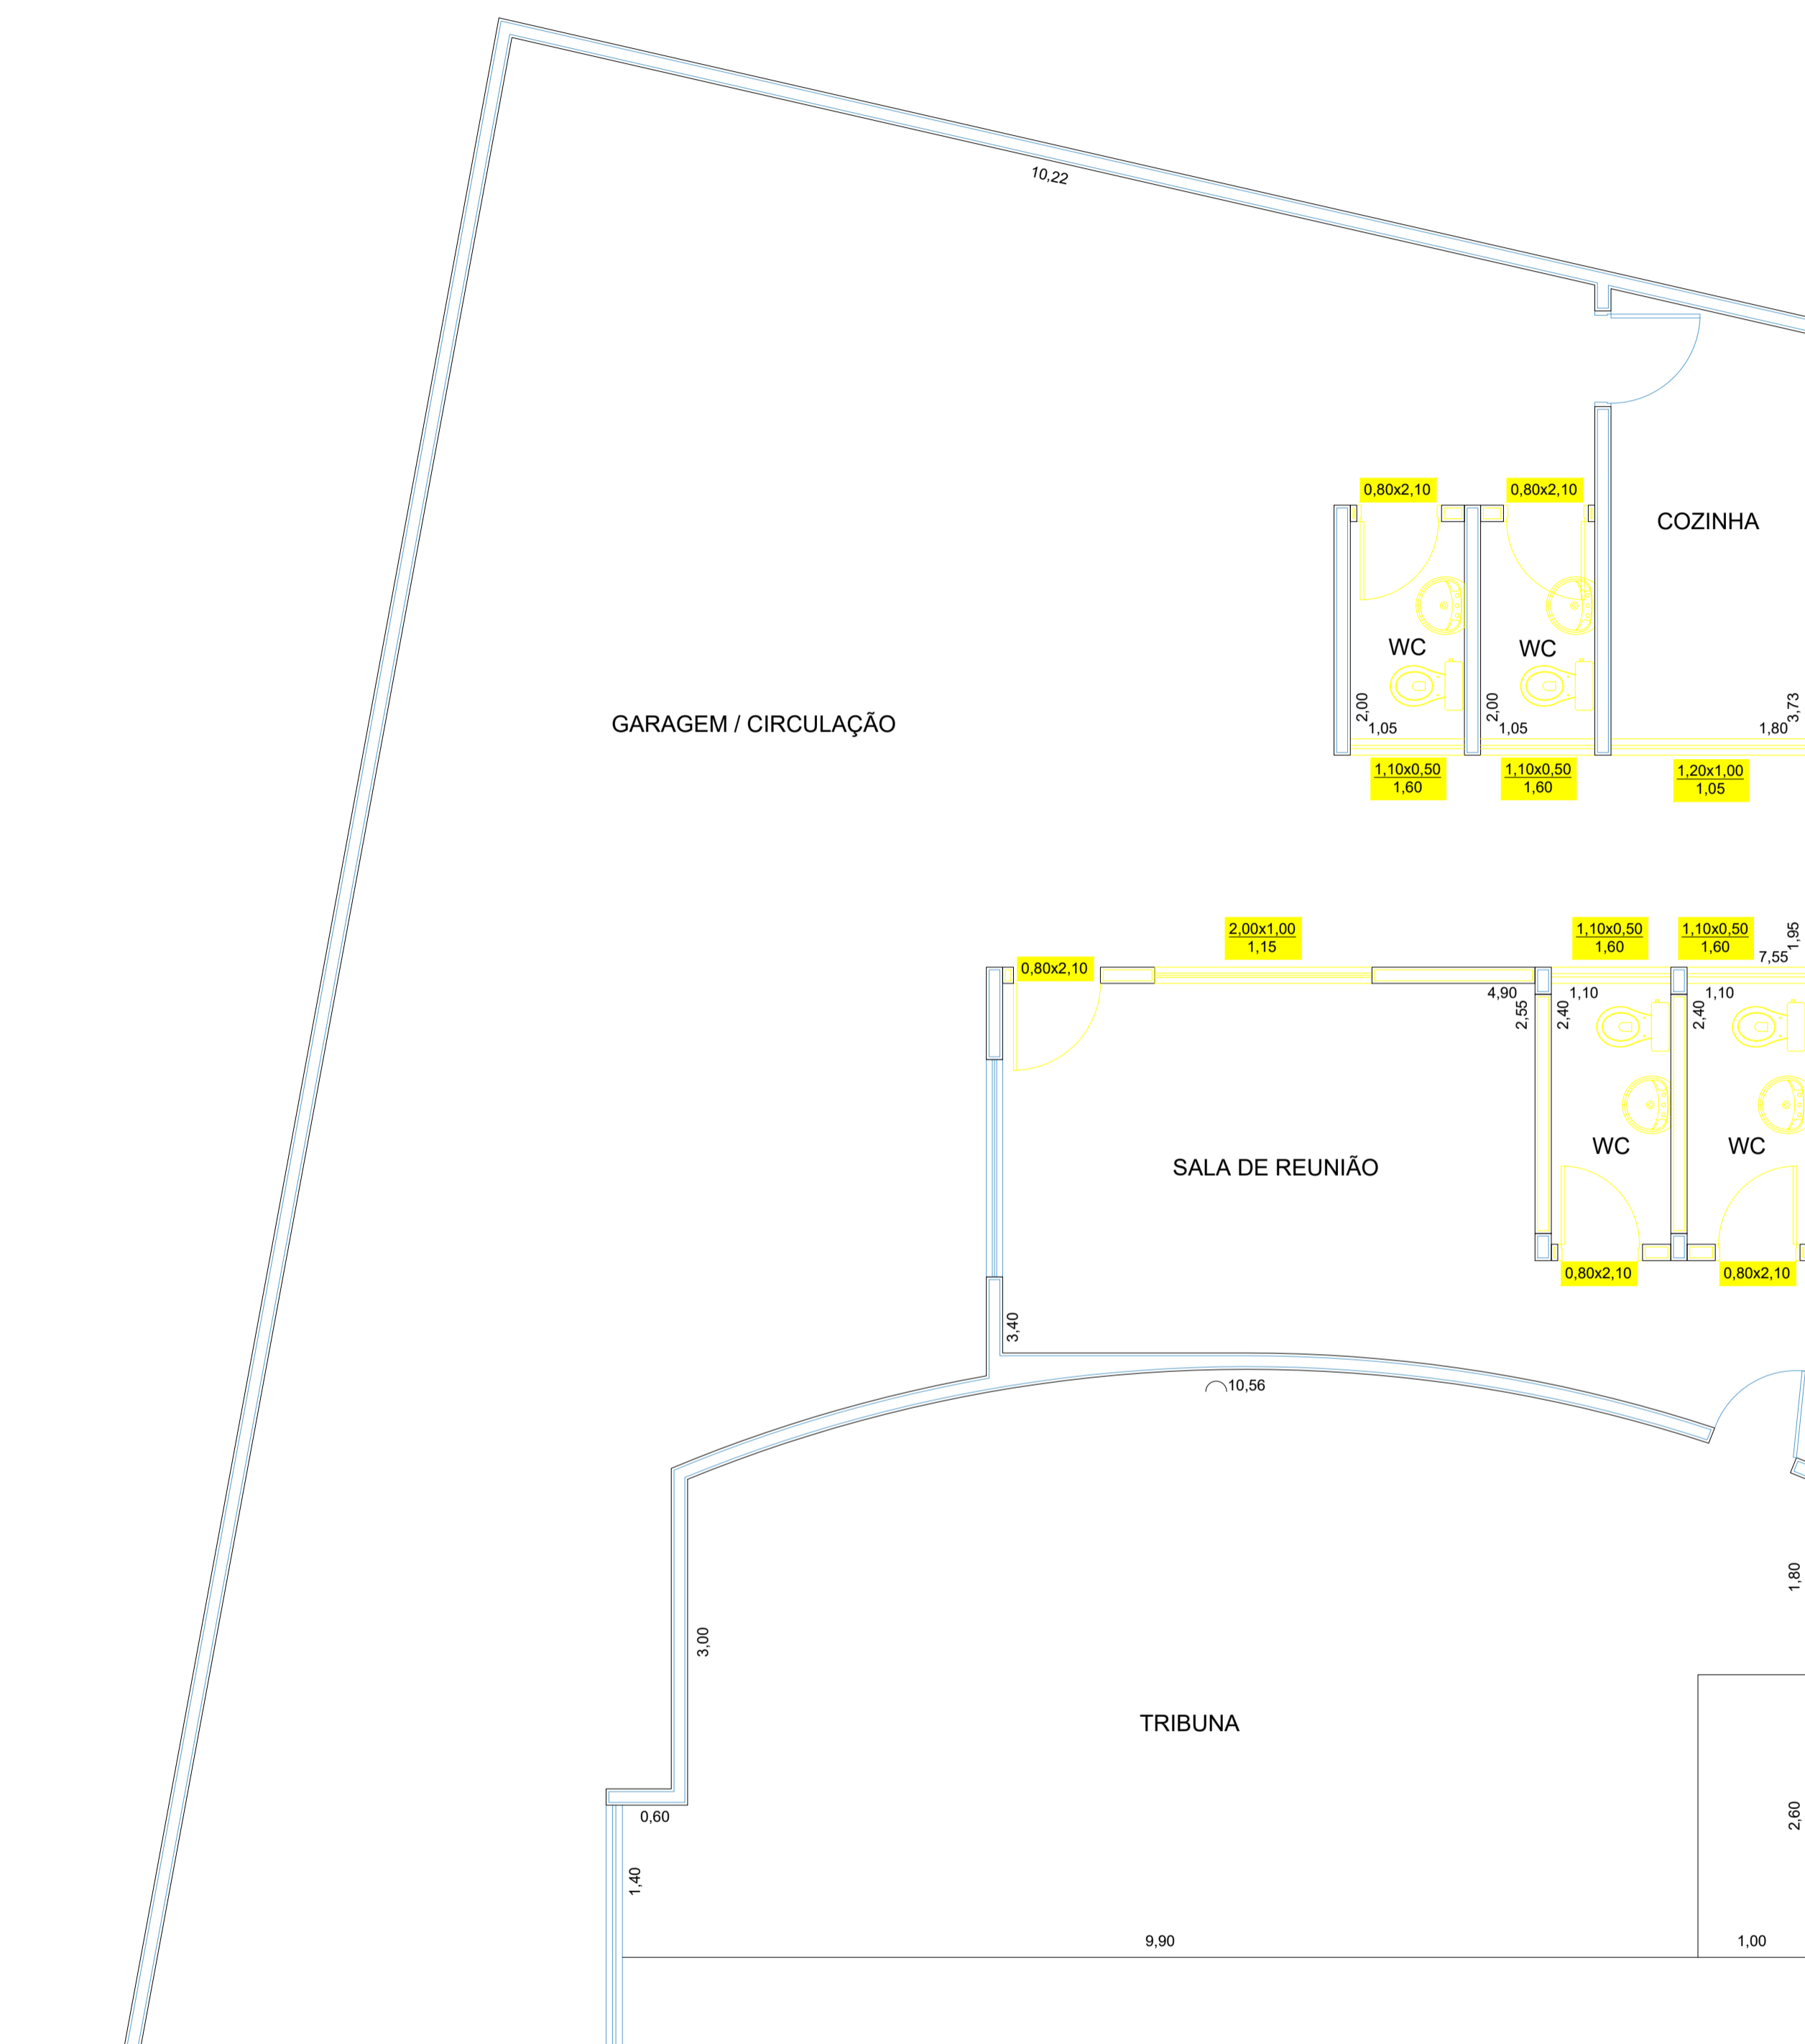 10,22
0,80x2,10
0,80x2,10
COZINHA
WC
WC
2,00
1,05
2,00
1,05
3,73
1,80
GARAGEM / CIRCULAÇÃO
1,10x0,50
1,60
1,10x0,50
1,60
1,20x1,00
1,05
2,00x1,00
1,15
1,10x0,50
1,60
1,10x0,50
1,60
1,95
7,55
0,80x2,10
4,90
2,55
2,40
1,10
2,40
1,10
SALA DE REUNIÃO
WC
WC
0,80x2,10
0,80x2,10
3,40
10,56
1,80
3,00
TRIBUNA
0,60
2,60
1,40
9,90
1,00